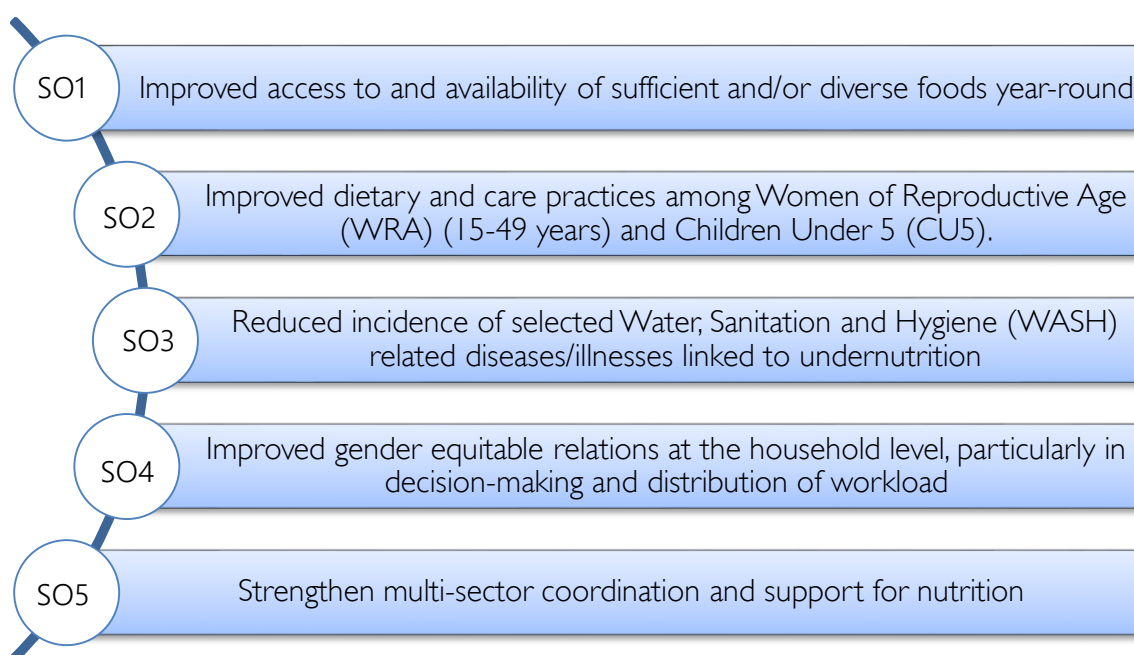 SO1
Improved access to and availability of sufficient and/or diverse foods year-round
SO2
Improved dietary and care practices among Women of Reproductive Age
(WRA) (15-49 years) and Children Under 5 (CU5).
SO3
Reduced incidence of selected Water, Sanitation and Hygiene (WASH)
related diseases/illnesses linked to undernutrition
SO4
Improved gender equitable relations at the household level, particularly in
decision-making and distribution of workload
SO5
Strengthen multi-sector coordination and support for nutrition